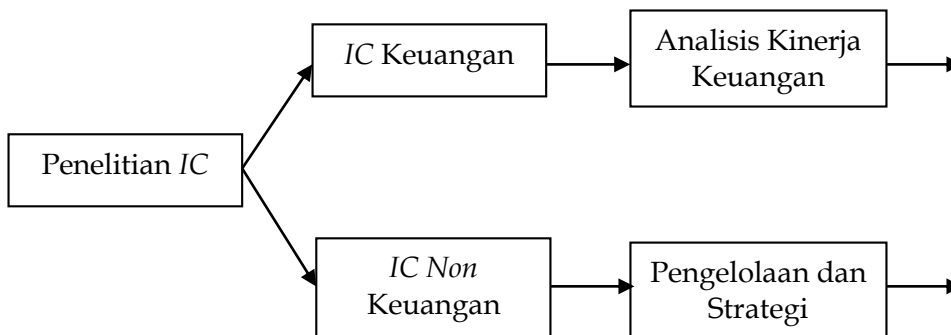 Penelitian IC
IC Keuangan
Analisis Kinerja
Keuangan
IC Non
Keuangan
Pengelolaan dan
Strategi